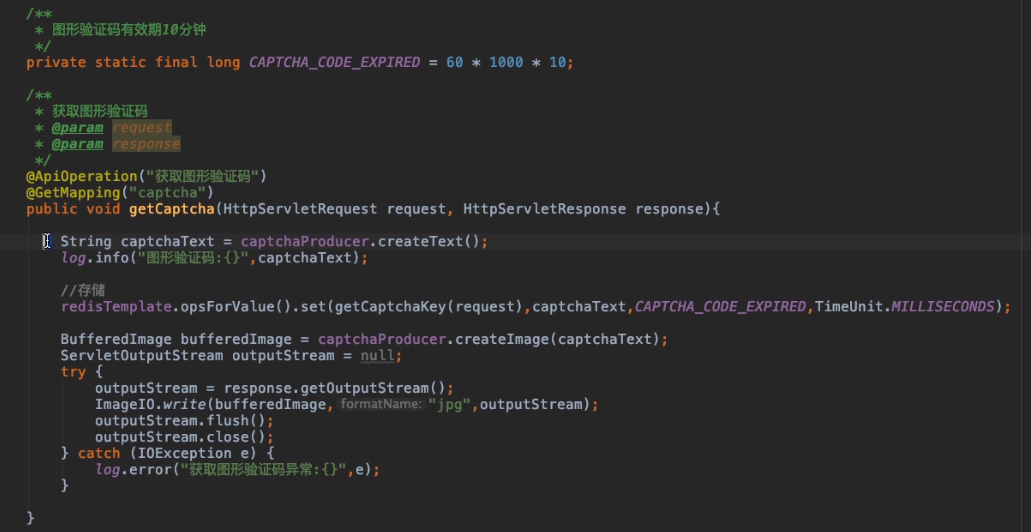 /**
 * 图形验证码有效期10分钟
 */
private static final long CAPTCHA_CODE_EXPIRED = 60 * 1000 * 10;
/**
 * 获取图形验证码
 * @param request
 * @param response
 */
@ApiOperation("获取图形验证码")
@GetMapping("captcha")
public void getCaptcha(HttpServletRequest request, HttpServletResponse response){
String captchaText = captchaProducer.createText();
log.info("图形验证码:{}",captchaText);
//存储
redisTemplate.opsForValue().set(getCaptchaKey(request),captchaText,CAPTCHA_CODE_EXPIRED,TimeUnit.MILLISECONDS);
BufferedImage bufferedImage = captchaProducer.createImage(captchaText);
ServletOutputStream outputStream = null;
try {
outputStream = response.getOutputStream();
ImageIO.write(bufferedImage, formatName: "jpg",outputStream);
outputStream.flush();
outputStream.close();
} catch (IOException e) {
log.error("获取图形验证码异常:{}",e);
}
}